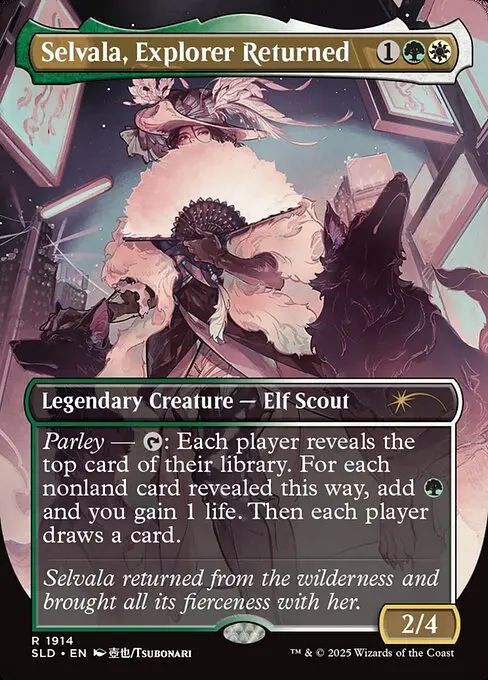 Selvala, Explorer Returned 1
Legendary Creature — Elf Scout
Parley — : Each player reveals the
top card of their library. For each
nonland card revealed this way, add
and you gain 1 life. Then each player
draws a card.
Selvala returned from the wilderness and
brought all its fierceness with her.
2/4
R 1914
SLD • EN 壺也/Tsubonari
™ & © 2025 Wizards of the Coast